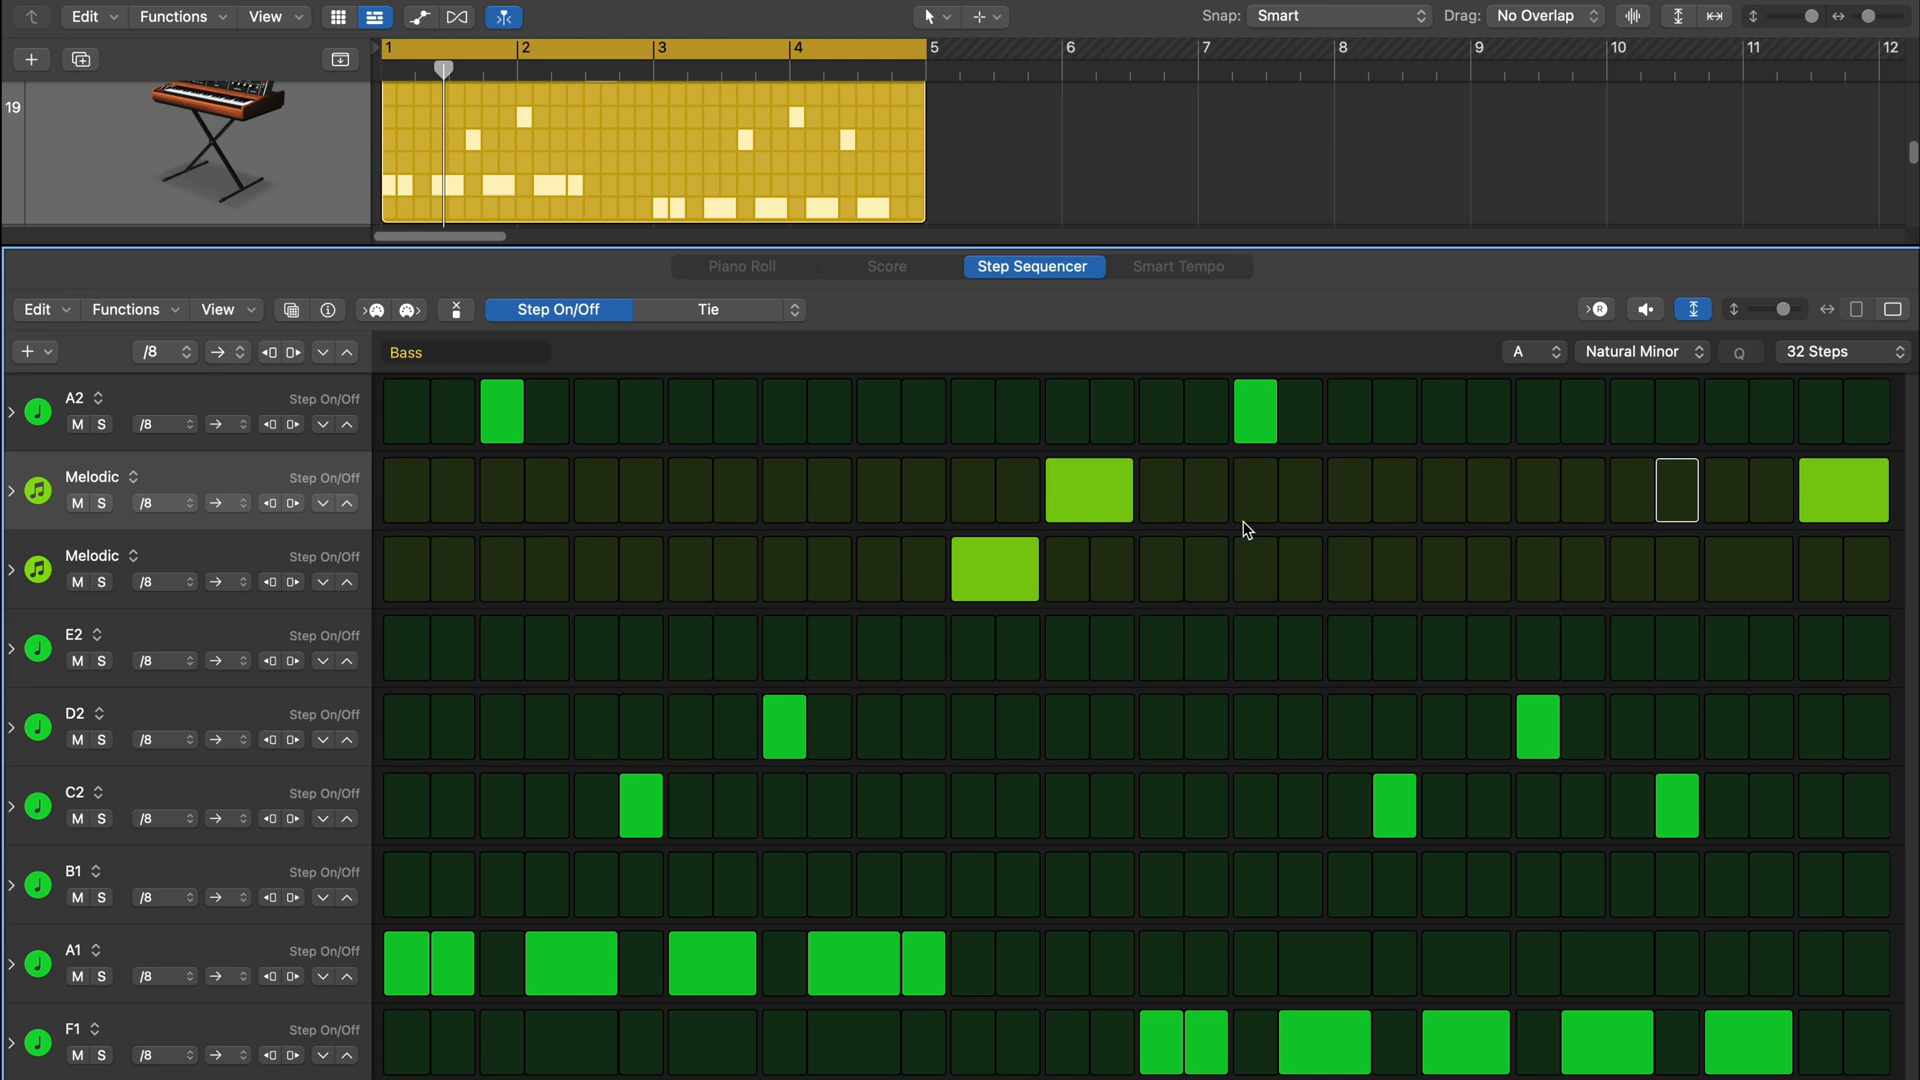 Edit Functions View Snap: Smart Drag: No Overlap
1 2 3 4 5 6 7 8 9 10 11 12
19
Piano Roll Score Step Sequencer Smart Tempo
Edit Functions View Step On/Off Tie R
/8 Bass A Natural Minor Q 32 Steps
A2 Step On/Off
M S /8
Melodic Step On/Off
M S /8
Melodic Step On/Off
M S /8
E2 Step On/Off
M S /8
D2 Step On/Off
M S /8
C2 Step On/Off
M S /8
B1 Step On/Off
M S /8
A1 Step On/Off
M S /8
F1 Step On/Off
M S /8